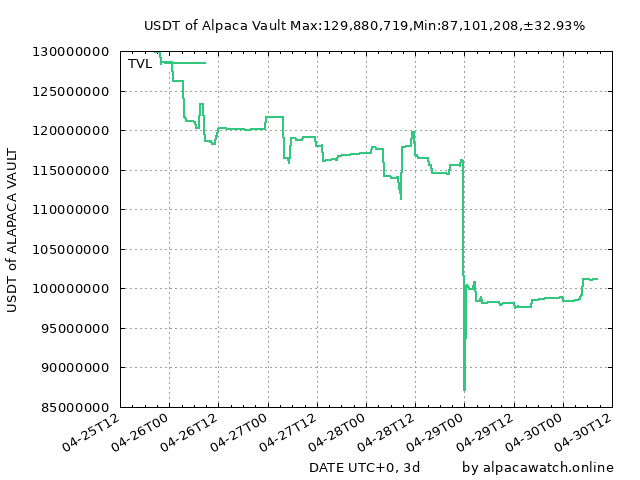 USDT of Alpaca Vault Max:129,880,719,Min:87,101,208,±32.93%
130000000
TVL
125000000
120000000
115000000
110000000
105000000
100000000
95000000
90000000
85000000
USDT of ALAPACA VAULT
04-25T12
04-26T00
04-26T12
04-27T00
04-27T12
04-28T00
04-28T12
04-29T00
04-29T12
04-30T00
04-30T12
DATE UTC+0, 3d
by alpacawatch.online